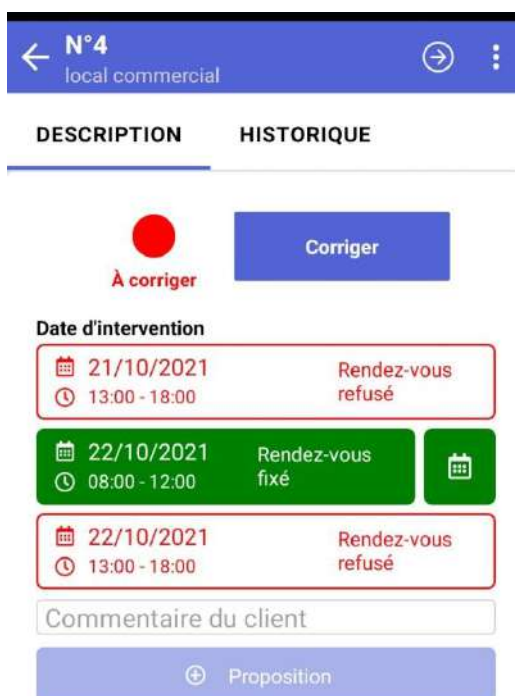 N°4
local commercial
DESCRIPTION HISTORIQUE
À corriger
Corriger
Date d'intervention
21/10/2021
13:00 - 18:00
Rendez-vous
refusé
22/10/2021
08:00 - 12:00
Rendez-vous
fixé
22/10/2021
13:00 - 18:00
Rendez-vous
refusé
Commentaire du client
Proposition